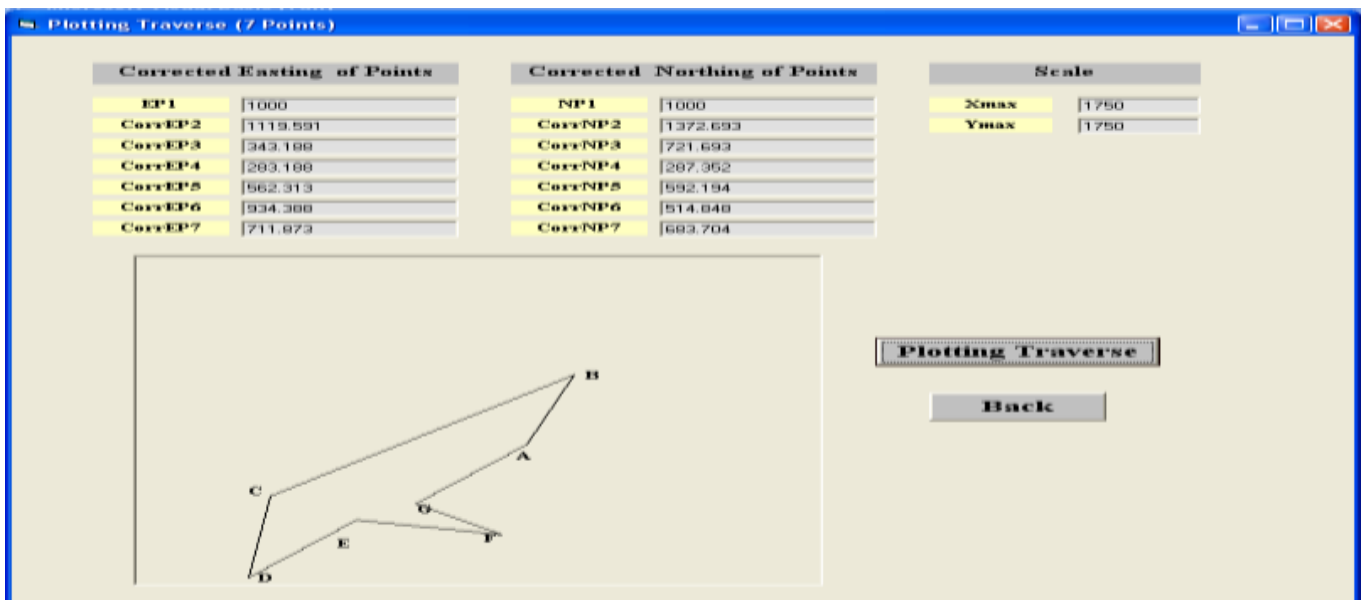 Plotting Traverse (7 Points)
Corrected Easting of Points
EP1 1000
CorrEP2 1119.591
CorrEP3 343.188
CorrEP4 283.188
CorrEP5 562.313
CorrEP6 934.388
CorrEP7 711.873
Corrected Northing of Points
NP1 1000
CorrNP2 1372.693
CorrNP3 721.693
CorrNP4 287.352
CorrNP5 592.194
CorrNP6 514.848
CorrNP7 683.704
Scale
Xmax 1750
Ymax 1750
B
A
C
G
F
E
D
Plotting Traverse
Back